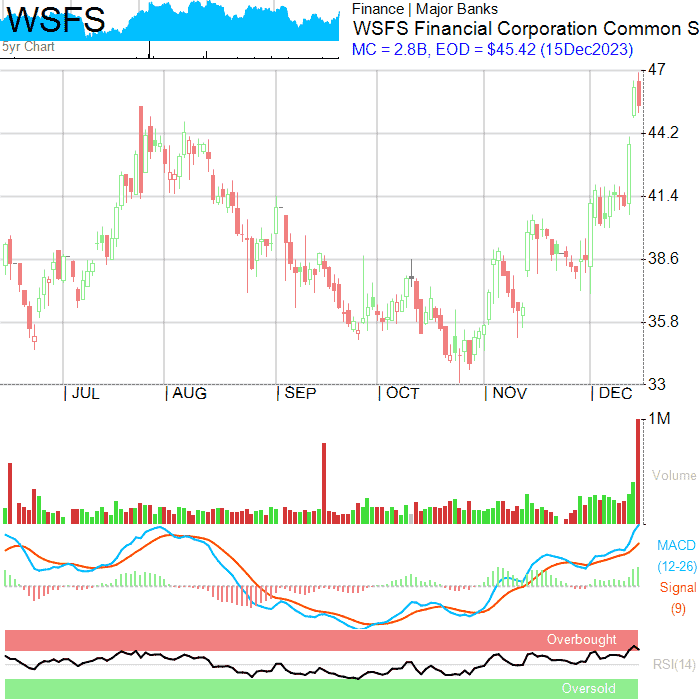 WSFS
5yr Chart
Finance | Major Banks
WSFS Financial Corporation Common S
MC = 2.8B, EOD = $45.42 (15Dec2023)
47
44.2
41.4
38.6
35.8
33
| JUL | AUG | SEP | OCT | NOV | DEC
1M
Volume
MACD
(12-26)
Signal
(9)
Overbought
RSI(14)
Oversold